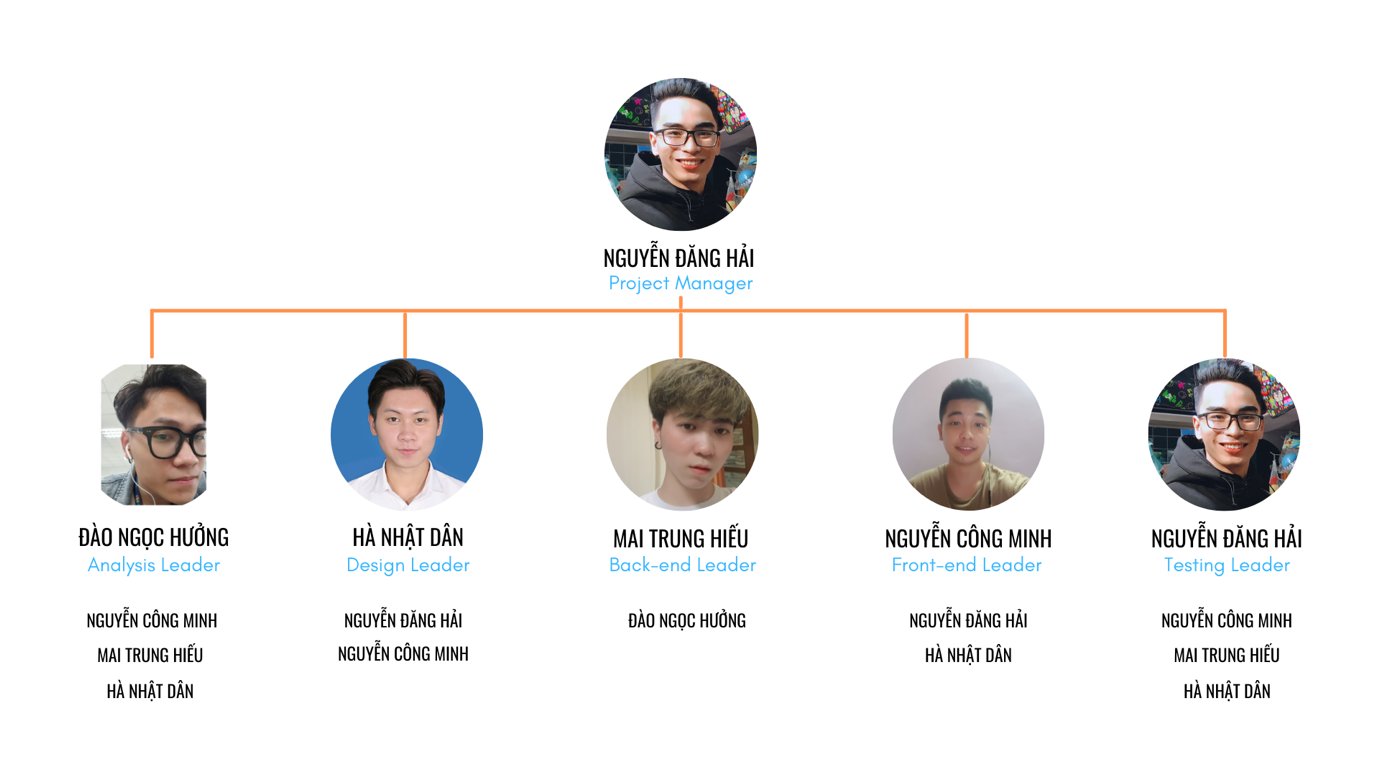 NGUYỄN ĐĂNG HẢI
Project Manager
ĐÀO NGỌC HƯỞNG
Analysis Leader
NGUYỄN CÔNG MINH
MAI TRUNG HIẾU
HÀ NHẬT DÂN
HÀ NHẬT DÂN
Design Leader
NGUYỄN ĐĂNG HẢI
NGUYỄN CÔNG MINH
MAI TRUNG HIẾU
Back-end Leader
ĐÀO NGỌC HƯỞNG
NGUYỄN CÔNG MINH
Front-end Leader
NGUYỄN ĐĂNG HẢI
HÀ NHẬT DÂN
NGUYỄN ĐĂNG HẢI
Testing Leader
NGUYỄN CÔNG MINH
MAI TRUNG HIẾU
HÀ NHẬT DÂN